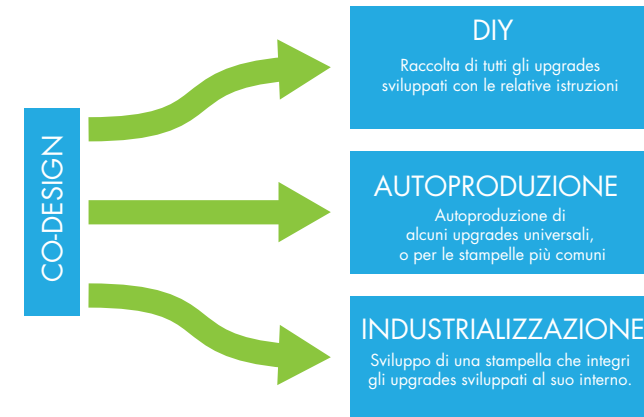 CO-DESIGN
DIY
Raccolta di tutti gli upgrades
sviluppati con le relative istruzioni
AUTOPRODUZIONE
Autoproduzione di
alcuni upgrades universali,
o per le stampelle più comuni
INDUSTRIALIZZAZIONE
Sviluppo di una stampella che integri
gli upgrades sviluppati al suo interno.